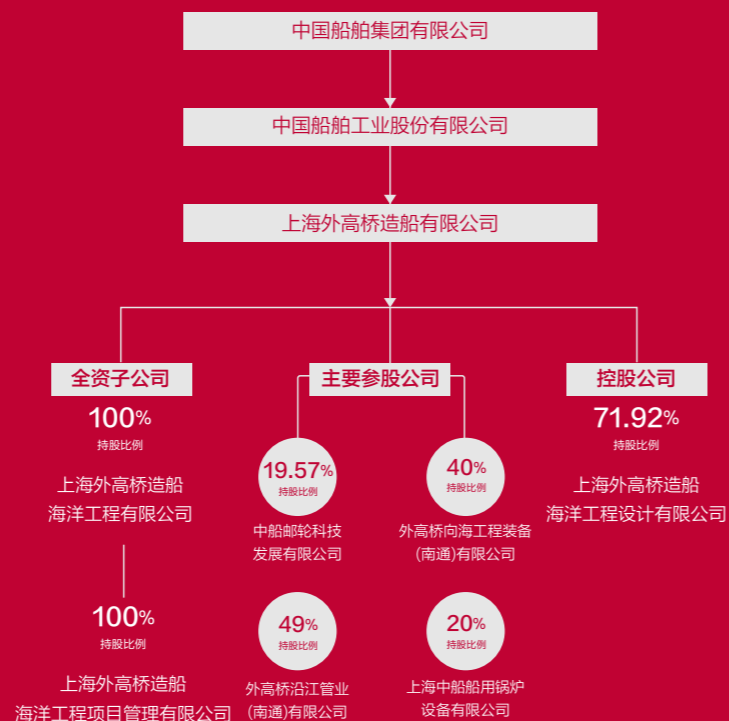 中国船舶集团有限公司
中国船舶工业股份有限公司
上海外高桥造船有限公司
全资子公司
100%
持股比例
上海外高桥造船
海洋工程有限公司
100%
持股比例
上海外高桥造船
海洋工程项目管理有限公司
主要参股公司
19.57%
持股比例
中船邮轮科技
发展有限公司
40%
持股比例
外高桥向海工程装备
(南通)有限公司
49%
持股比例
外高桥沿江管业
(南通)有限公司
20%
持股比例
上海中船船用锅炉
设备有限公司
控股公司
71.92%
持股比例
上海外高桥造船
海洋工程设计有限公司